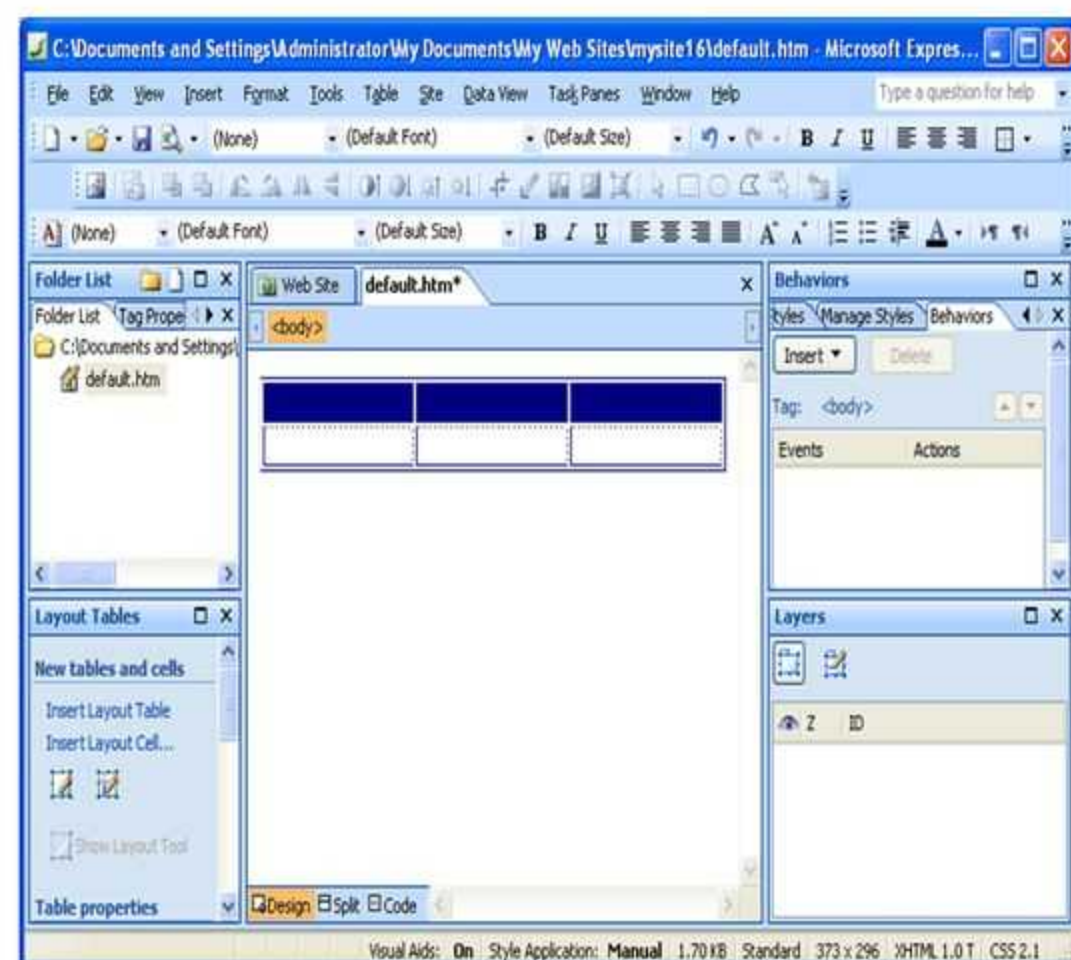 C:\Documents and Settings\Administrator\My Documents\My Web Sites\mysite16\default.htm - Microsoft Expres...
File Edit View Insert Format Tools Table Site Data View Task Panes Window Help Type a question for help
(None) (Default Font) (Default Size) B I U
(None) (Default Font) (Default Size) B I U A A A
Folder List
Folder List Tag Prope
C:\Documents and Settings\
default.htm
Web Site default.htm*
<body>
Behaviors
tyles Manage Styles Behaviors
Insert Delete
Tag: <body>
Events Actions
Layout Tables
New tables and cells
Insert Layout Table
Insert Layout Cell...
Show Layout Tool
Table properties
Layers
Z ID
Design Split Code
Visual Aids: On Style Application: Manual 1.70 KB Standard 373 x 296 XHTML 1.0 T CSS 2.1